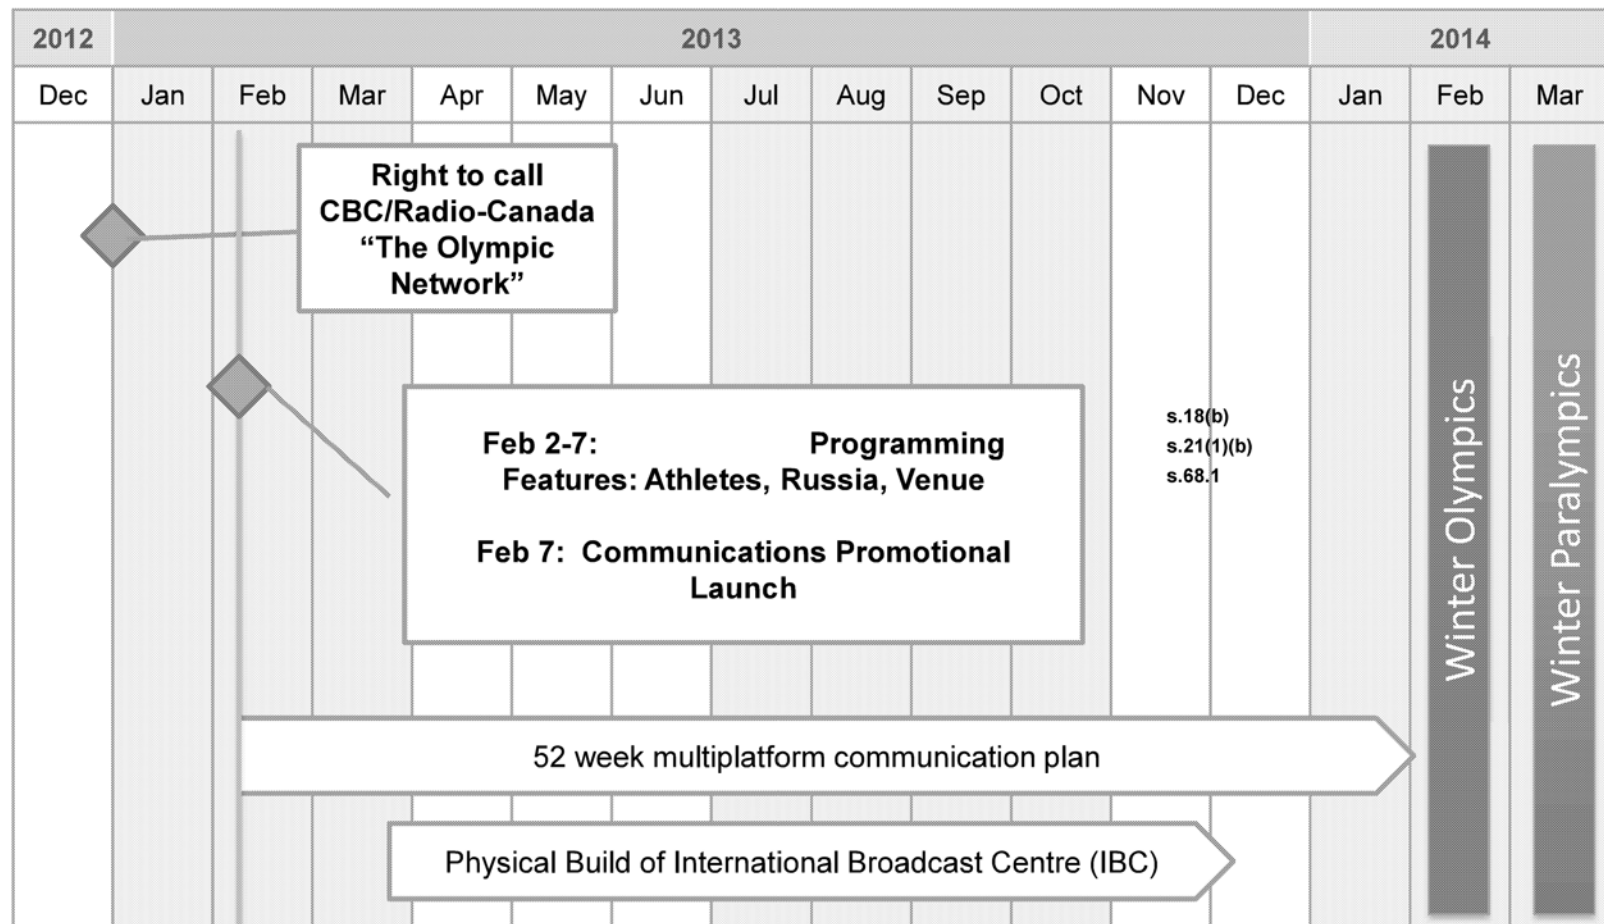 2012 2013 2014
Dec Jan Feb Mar Apr May Jun Jul Aug Sep Oct Nov Dec Jan Feb Mar
Right to call
CBC/Radio-Canada
“The Olympic
Network”
Feb 2-7: Programming
Features: Athletes, Russia, Venue
Feb 7: Communications Promotional
Launch
s.18(b)
s.21(1)(b)
s.68.1
Winter Olympics
Winter Paralympics
52 week multiplatform communication plan
Physical Build of International Broadcast Centre (IBC)